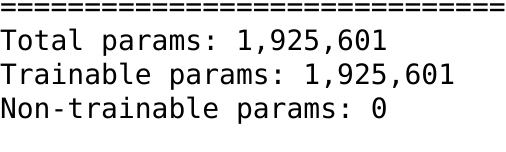 ==============================
Total params: 1,925,601
Trainable params: 1,925,601
Non-trainable params: 0